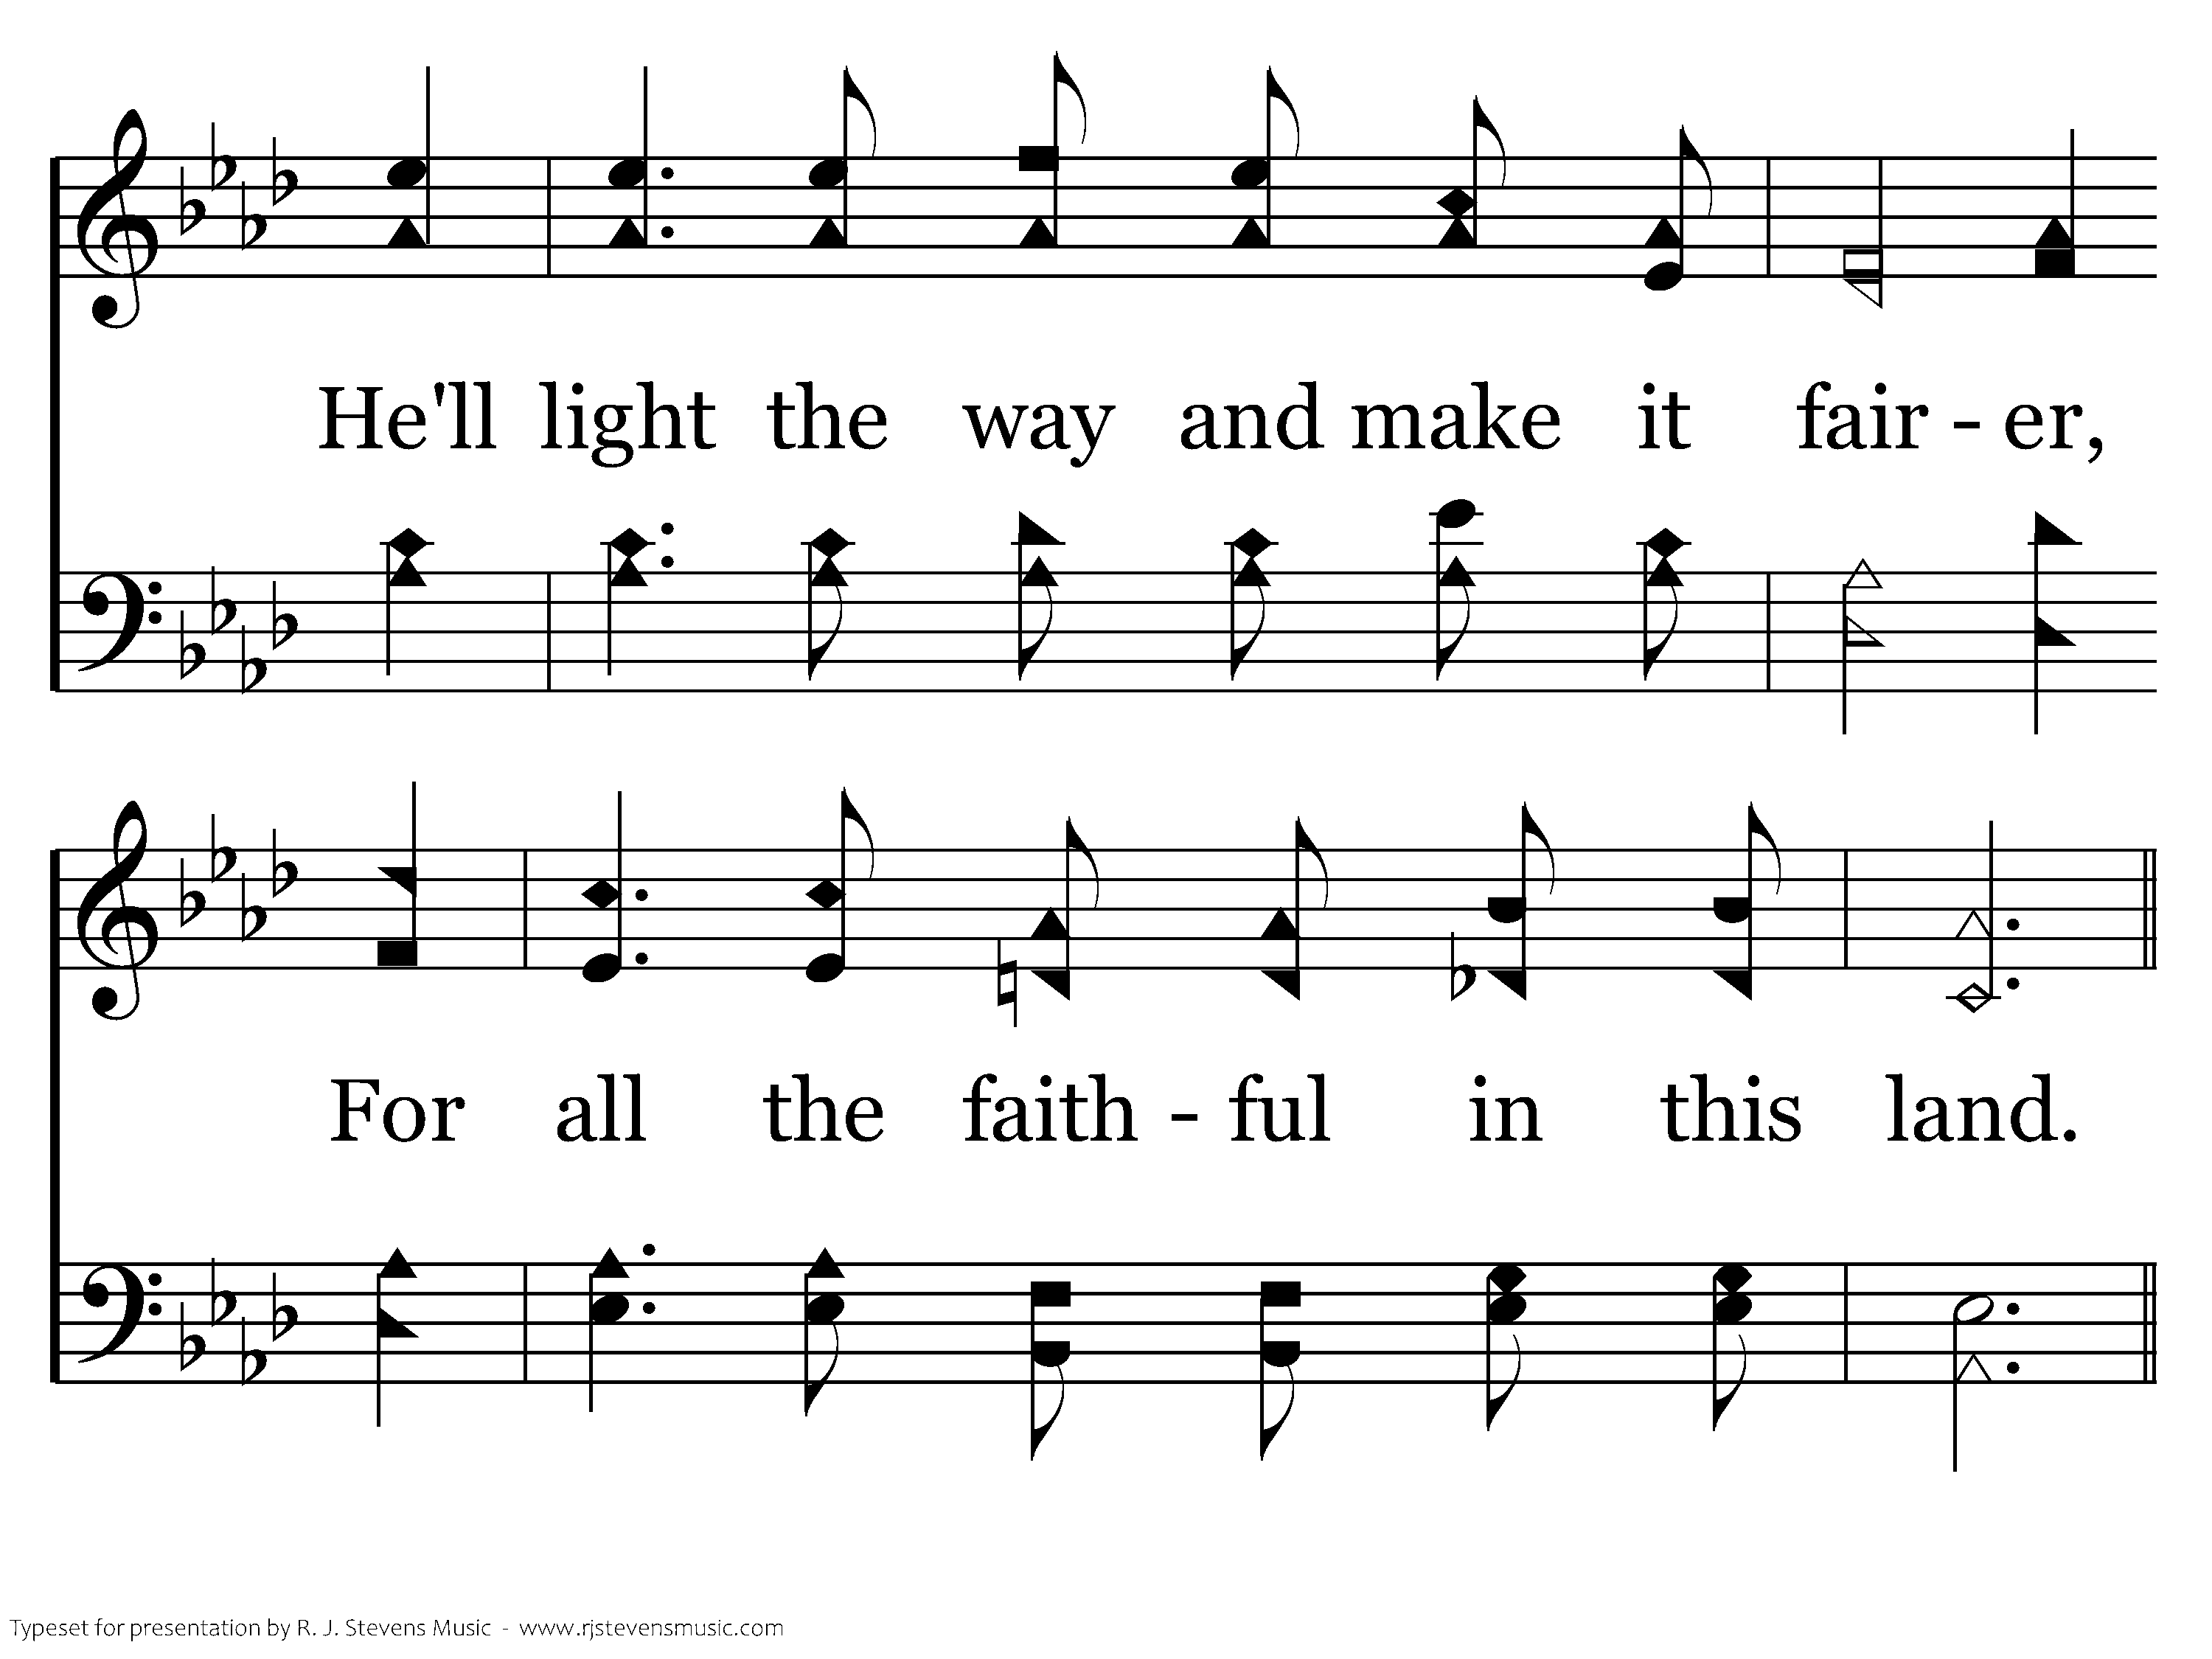 He'll light the way and make it fair - er,
For all the faith - ful in this land.
Typeset for presentation by R. J. Stevens Music - www.rjstevensmusic.com